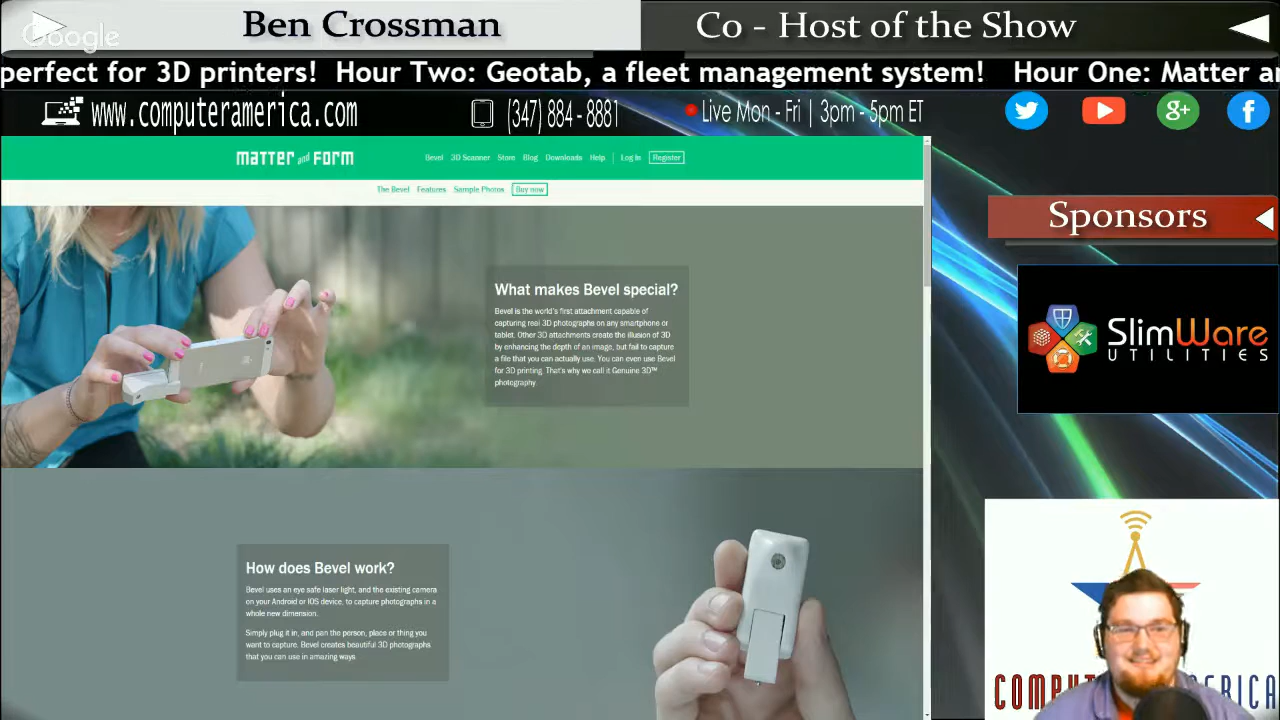 Google
Ben Crossman
Co - Host of the Show
perfect for 3D printers! Hour Two: Geotab, a fleet management system! Hour One: Matter an
www.computeramerica.com
(347) 884 - 8881
Live Mon - Fri | 3pm - 5pm ET
matter and form
Bevel 3D Scanner Store Blog Downloads Help | Log In Register
The Bevel Features Sample Photos Buy now
Sponsors
SlimWare
UTILITIES
What makes Bevel special?
Bevel is the world's first attachment capable of
capturing real 3D photographs on any smartphone or
tablet. Other 3D attachments create the illusion of 3D
by enhancing the depth of an image, but fail to capture
a file that you can actually use. You can even use Bevel
for 3D printing. That's why we call it Genuine 3D™
photography.
How does Bevel work?
Bevel uses an eye safe laser light, and the existing camera
on your Android or IOS device, to capture photographs in a
whole new dimension.
Simply plug it in, and pan the person, place or thing you
want to capture. Bevel creates beautiful 3D photographs
that you can use in amazing ways.